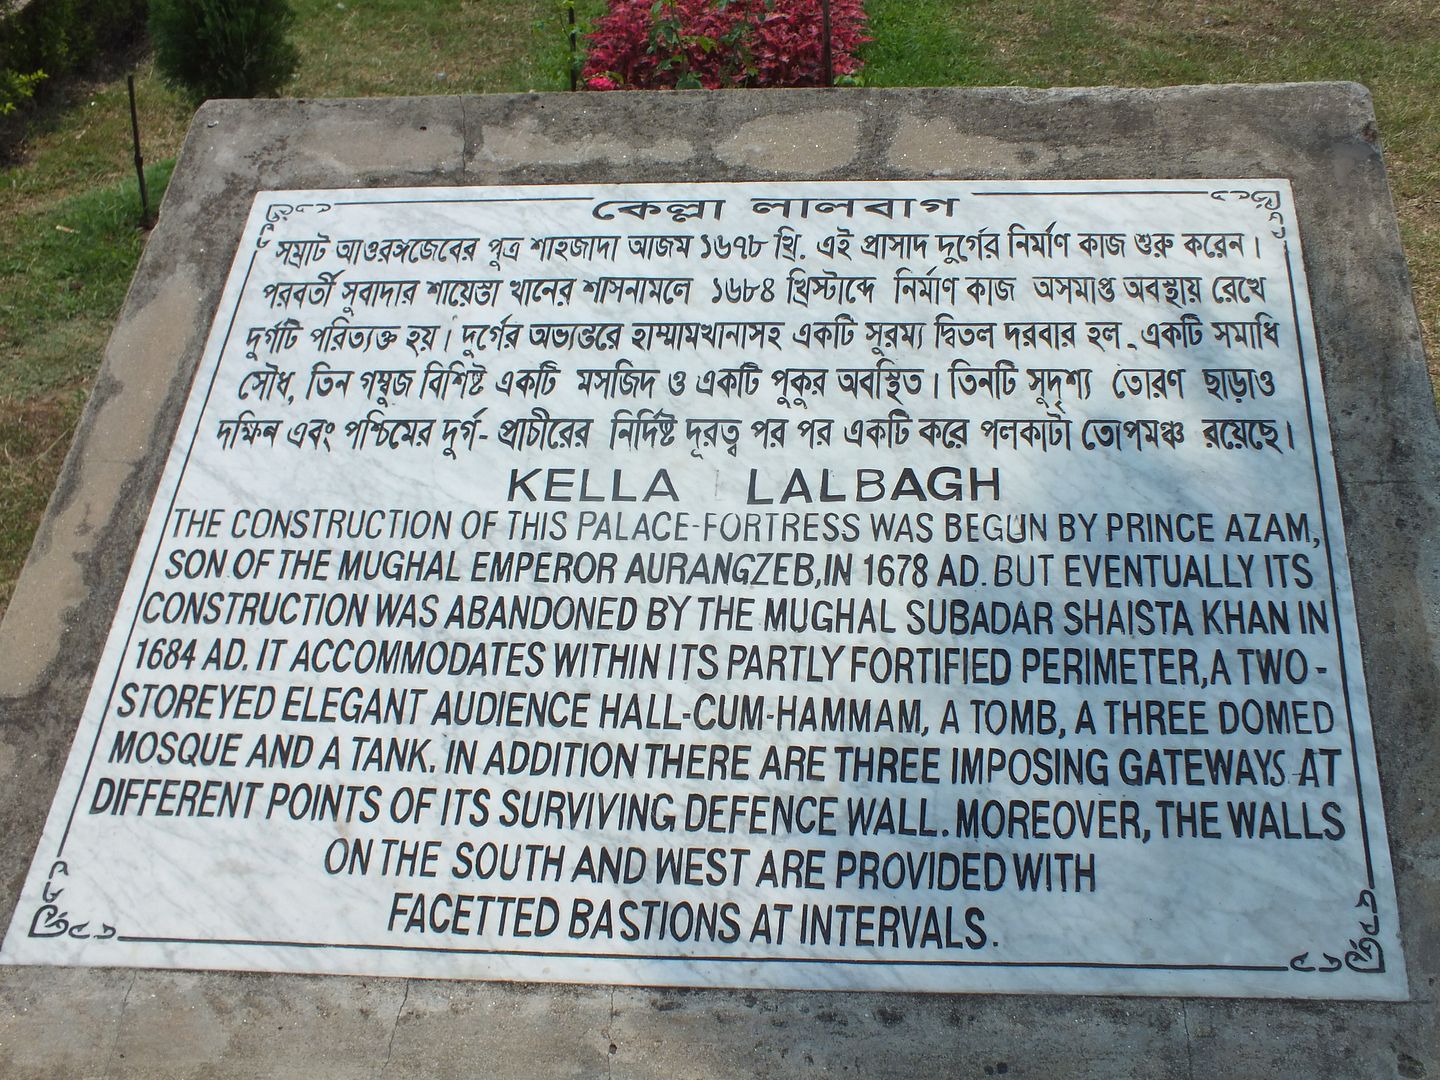 কেল্লা লালবাগ
সম্রাট আওরঙ্গজেবের পুত্র শাহজাদা আজম ১৬৭৮ খ্রি. এই প্রাসাদ দুর্গের নির্মাণ কাজ শুরু করেন।
পরবর্তী সুবাদার শায়েস্তা খানের শাসনামলে ১৬৮৪ খ্রিস্টাব্দে নির্মাণ কাজ অসমাপ্ত অবস্থায় রেখে
দুর্গটি পরিত্যক্ত হয়। দুর্গের অভ্যন্তরে হাম্মামখানাসহ একটি সুরম্য দ্বিতল দরবার হল, একটি সমাধি
সৌধ, তিন গম্বুজ বিশিষ্ট একটি মসজিদ ও একটি পুকুর অবস্থিত। তিনটি সুদৃশ্য তোরণ ছাড়াও
দক্ষিন এবং পশ্চিমের দুর্গ- প্রাচীরের নির্দিষ্ট দূরত্ব পর পর একটি করে পলকাটা তোপমঞ্চ রয়েছে।
KELLA LALBAGH
THE CONSTRUCTION OF THIS PALACE-FORTRESS WAS BEGUN BY PRINCE AZAM,
SON OF THE MUGHAL EMPEROR AURANGZEB,IN 1678 AD. BUT EVENTUALLY ITS
CONSTRUCTION WAS ABANDONED BY THE MUGHAL SUBADAR SHAISTA KHAN IN
1684 AD. IT ACCOMMODATES WITHIN ITS PARTLY FORTIFIED PERIMETER,A TWO-
STOREYED ELEGANT AUDIENCE HALL-CUM-HAMMAM, A TOMB, A THREE DOMED
MOSQUE AND A TANK. IN ADDITION THERE ARE THREE IMPOSING GATEWAYS AT
DIFFERENT POINTS OF ITS SURVIVING DEFENCE WALL. MOREOVER, THE WALLS
ON THE SOUTH AND WEST ARE PROVIDED WITH
FACETTED BASTIONS AT INTERVALS.